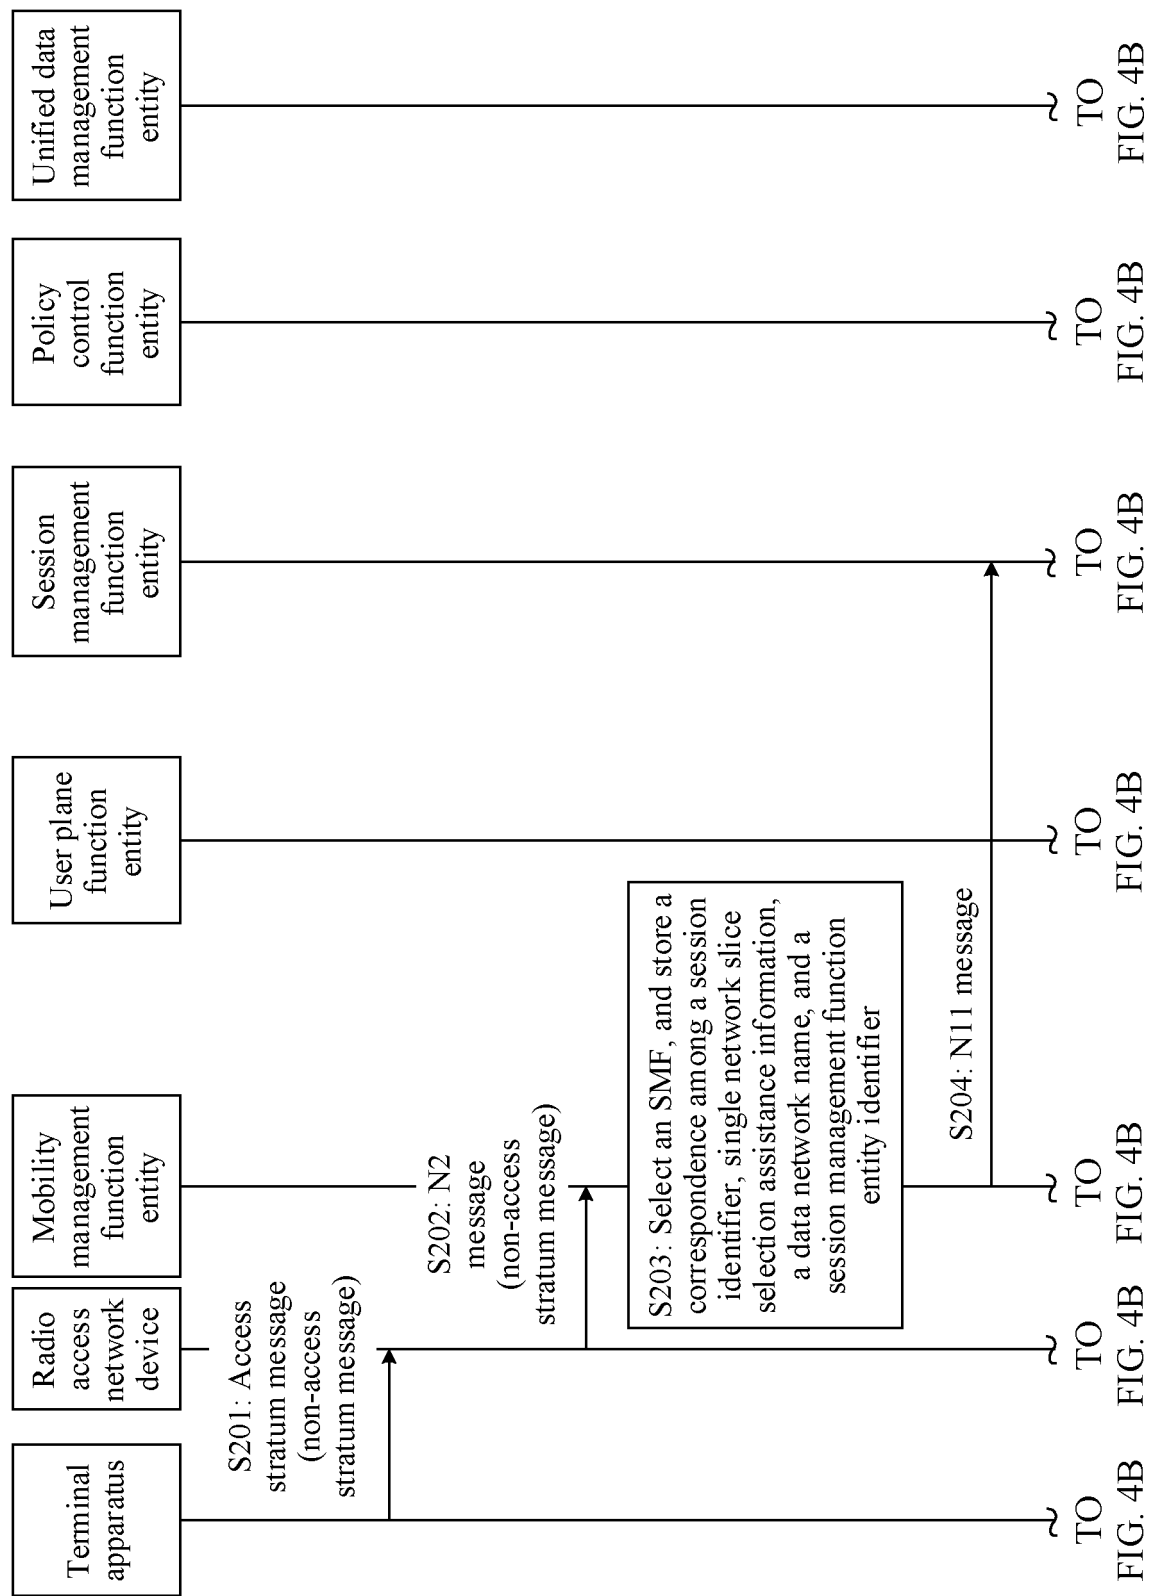 Terminal
apparatus
Radio
access
network
device
Mobility
management
function
entity
User plane
function
entity
Session
management
function
entity
Policy
control
function
entity
Unified data
management
function
entity
S201: Access
stratum message
(non-access
stratum message)
S202: N2
message
(non-access
stratum message)
S203: Select an SMF, and store a
correspondence among a session
identifier, single network slice
selection assistance information,
a data network name, and a
session management function
entity identifier
S204: N11 message
TO
FIG. 4B
TO
FIG. 4B
TO
FIG. 4B
TO
FIG. 4B
TO
FIG. 4B
TO
FIG. 4B
TO
FIG. 4B